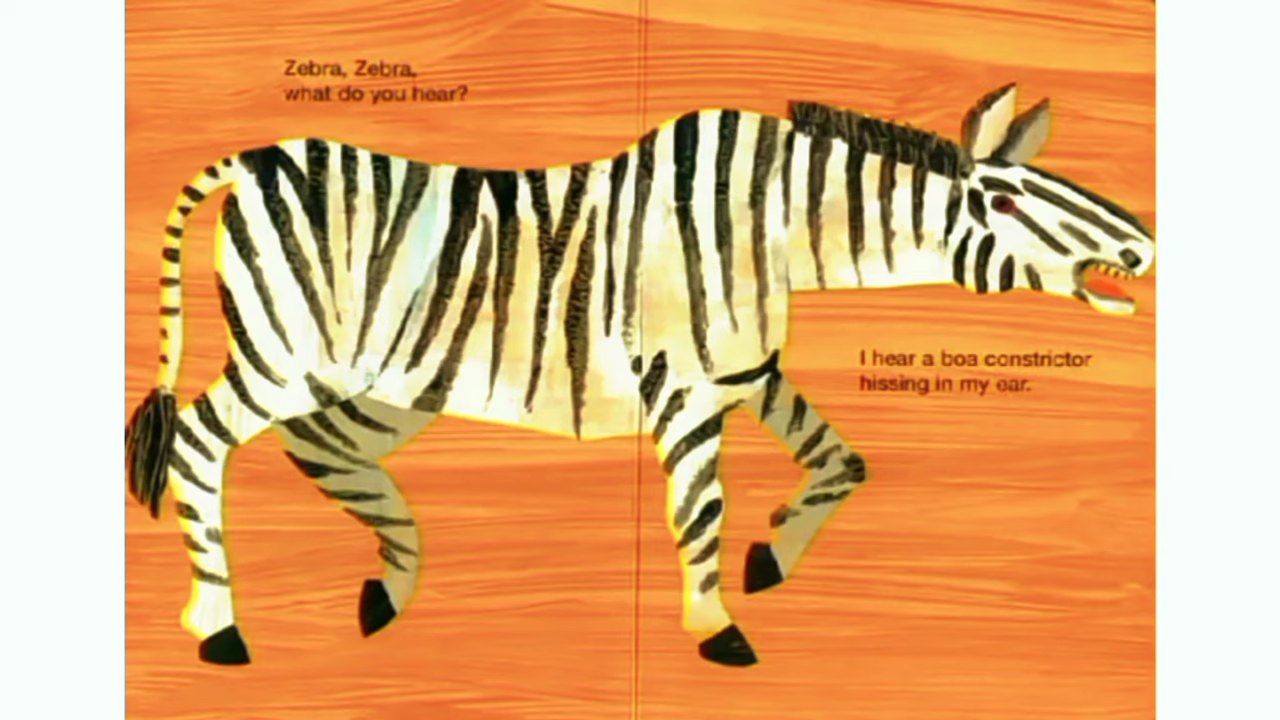 Zebra, Zebra,
what do you hear?
I hear a boa constrictor
hissing in my ear.